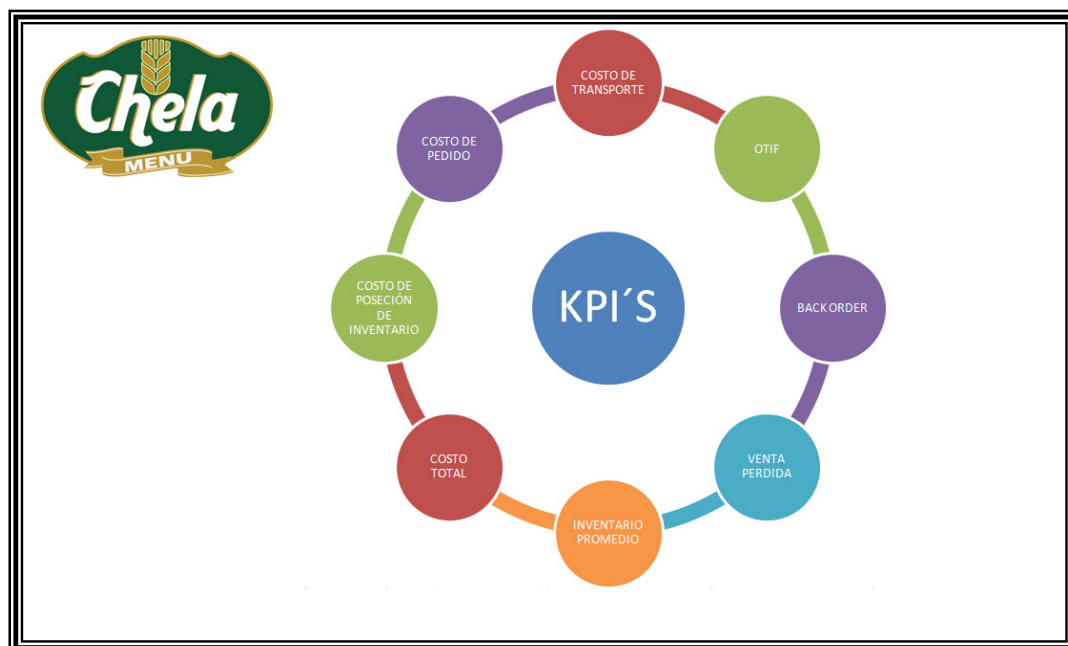 Chela
MENU
COSTO DE
TRANSPORTE
OTIF
BACKORDER
VENTA
PERDIDA
INVENTARIO
PROMEDIO
COSTO
TOTAL
COSTO DE
POSECIÓN
DE
INVENTARIO
COSTO DE
PEDIDO
KPI´S